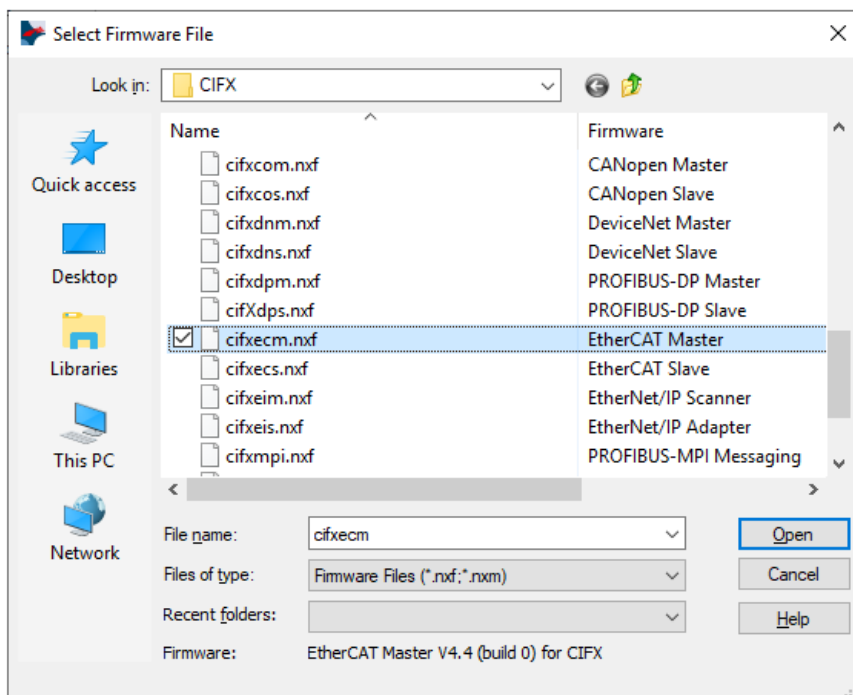 Select Firmware File
Look in: CIFX
Name Firmware
cifxcom.nxf CANopen Master
cifxcos.nxf CANopen Slave
cifxdnm.nxf DeviceNet Master
cifxdns.nxf DeviceNet Slave
cifxdpm.nxf PROFIBUS-DP Master
cifXdps.nxf PROFIBUS-DP Slave
cifxecm.nxf EtherCAT Master
cifxecs.nxf EtherCAT Slave
cifxeim.nxf EtherNet/IP Scanner
cifxeis.nxf EtherNet/IP Adapter
cifxmpi.nxf PROFIBUS-MPI Messaging
Quick access
Desktop
Libraries
This PC
Network
File name: cifxecm Open
Files of type: Firmware Files (*.nxf;*.nxm) Cancel
Recent folders: Help
Firmware: EtherCAT Master V4.4 (build 0) for CIFX